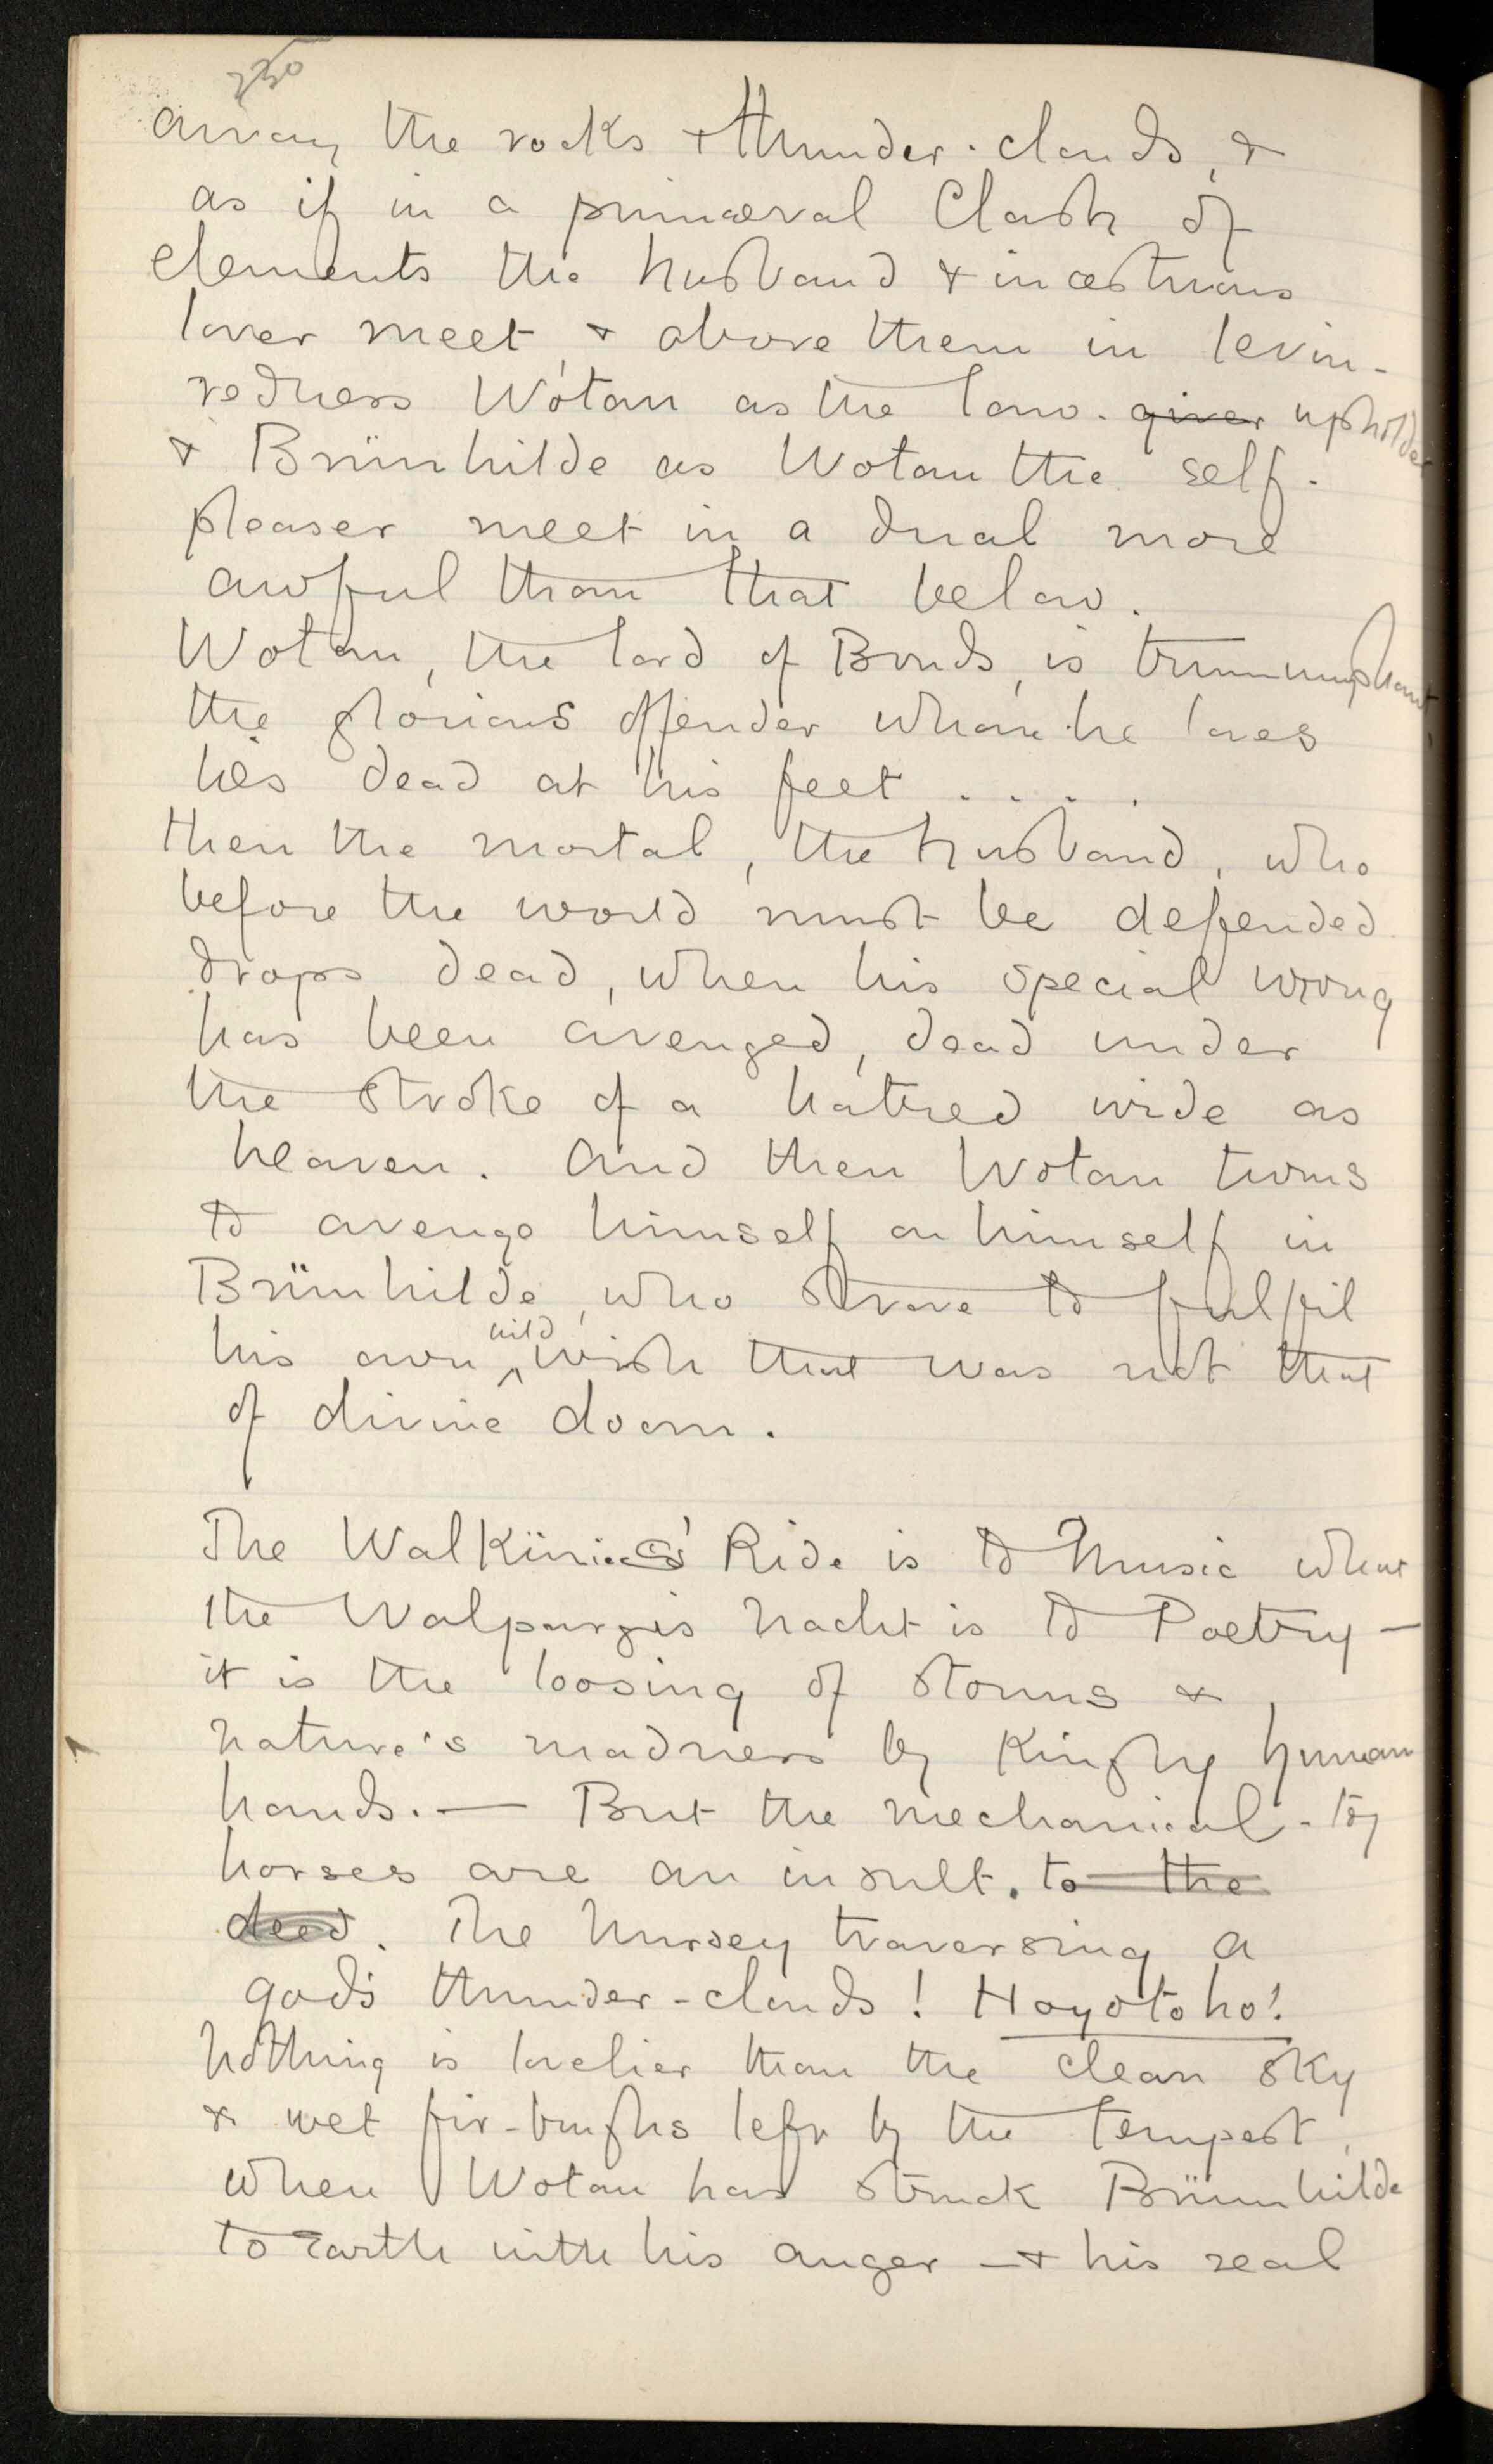 230
away the rocks & thunder-clouds, &
as if in a primæval Clash of
elements the husband & incestuous
lover meet, & above them in levin-
redness Wotan as the law-giver upholder
& Brünhilde as Wotan the self-
pleaser meet in a dual more
awful than that below.
Wotan, the lord of Bonds, is triumumphant,
the glorious offender whom he loves
lies dead at his feet ....
then the mortal, the husband, who
before the world must be defended
drops dead, when his special wrong
has been avenged, dead under
the stroke of a hatred wide as
heaven. And then Wotan turns
to avenge himself on himself in
Brünhilde, who strove to fulfil
wild
his own wish that was not that
of divine doom.
The Walküries' Ride is to Music what
the Walpurgis Nacht is to Poetry –
it is the loosing of storms &
nature's madness by Kingly human
hands. — But the mechanical-toy
horses are an insult. to the
deed. The Nursey traversing a
god's thunder-clouds! Hoyotoho!
Nothing is lovelier than the clean sky
& wet fir-boughs left by the tempest,
when Wotan has struck Brünnhilde
to Earth with his anger – & his real